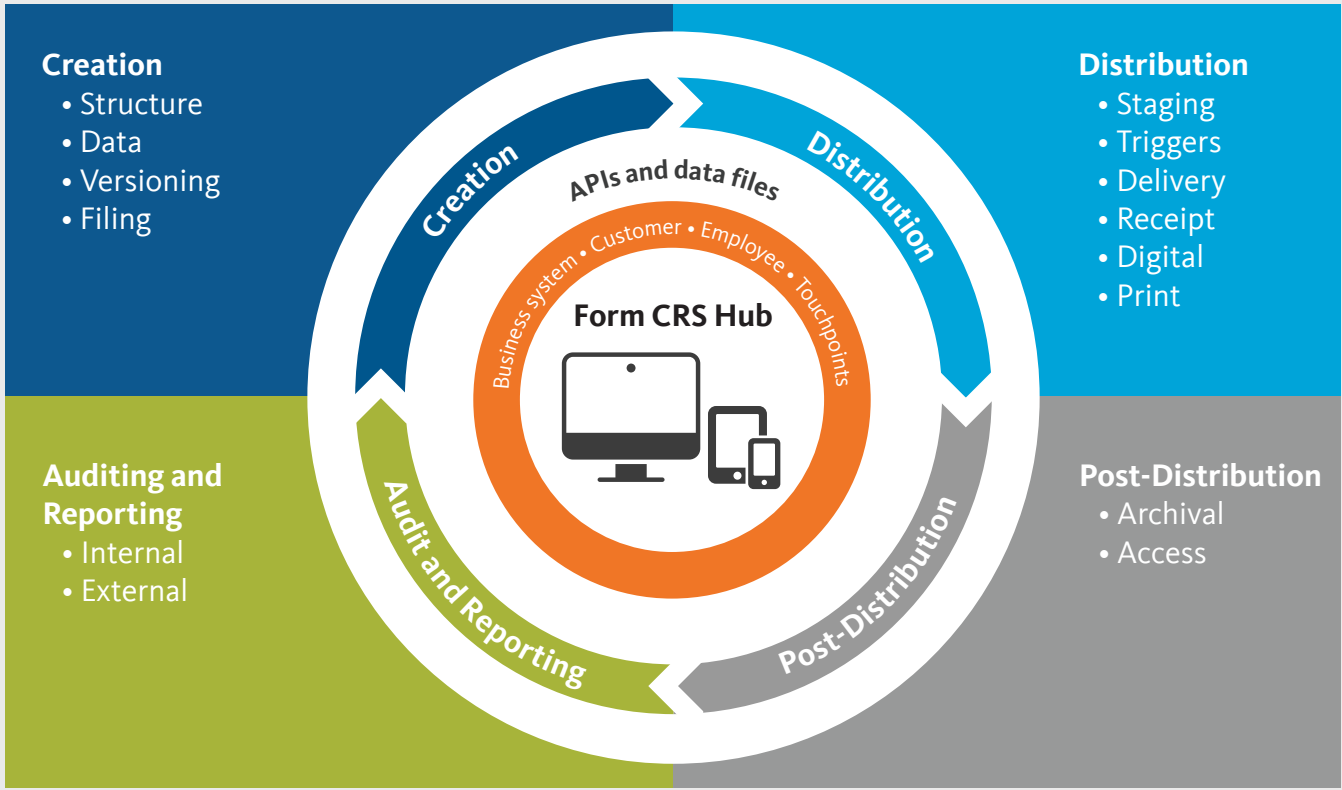 Creation
• Structure
• Data
• Versioning
• Filing
Distribution
• Staging
• Triggers
• Delivery
• Receipt
• Digital
• Print
Creation
Distribution
APIs and data files
Business system • Customer • Employee • Touchpoints
Form CRS Hub
Audit and Reporting
Post-Distribution
Auditing and
Reporting
• Internal
• External
Post-Distribution
• Archival
• Access